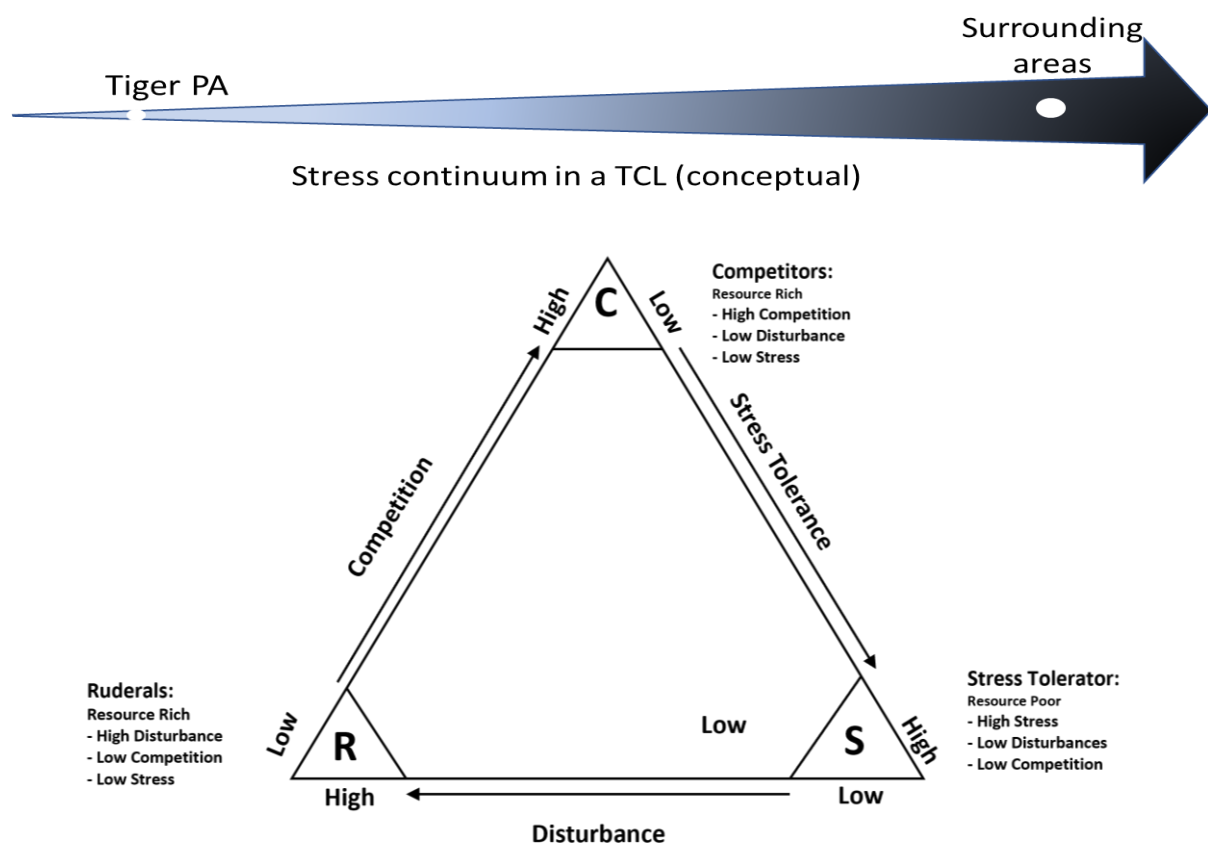 Surrounding
areas
Tiger PA
Stress continuum in a TCL (conceptual)
Competitors:
Resource Rich
- High Competition
- Low Disturbance
- Low Stress
C
High
Low
Competition
Stress Tolerance
Ruderals:
Resource Rich
- High Disturbance
- Low Competition
- Low Stress
Low
R
Low
S
High
Stress Tolerator:
Resource Poor
- High Stress
- Low Disturbances
- Low Competition
High
Low
Disturbance